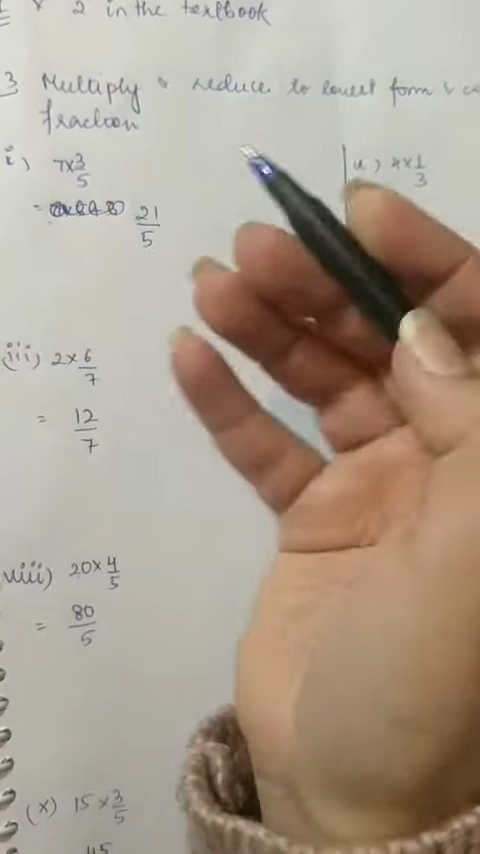 2 in the textbook
3 Multiply & reduce to lowest form &
fraction
i) 7×3/5
= 21/5
ii) 4×1/3
(iii) 2×6/7
= 12/7
viii) 20×4/5
= 80/5
(x) 15×3/5
45